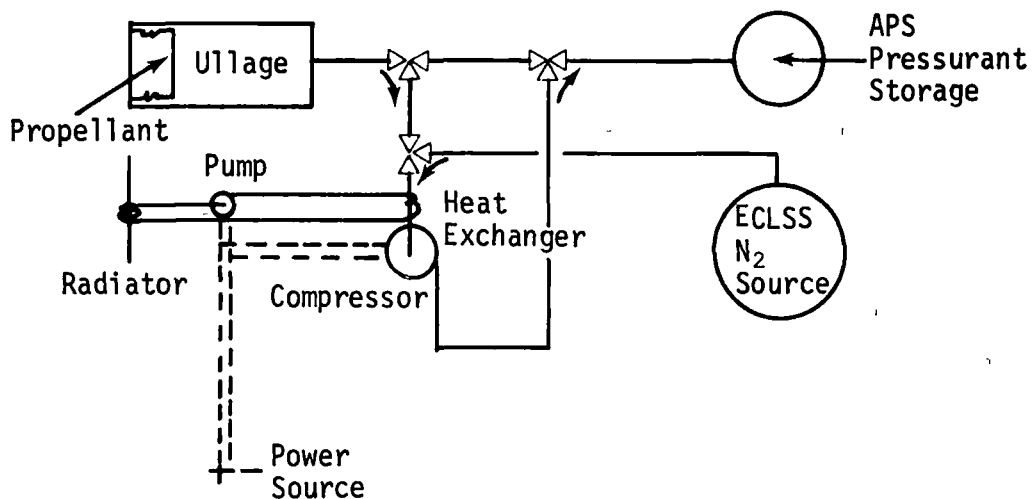 APS
Pressurant
Storage
Ullage
Propellant
Pump
Heat
Exchanger
ECLSS
N2
Source
Radiator
Compressor
Power
Source